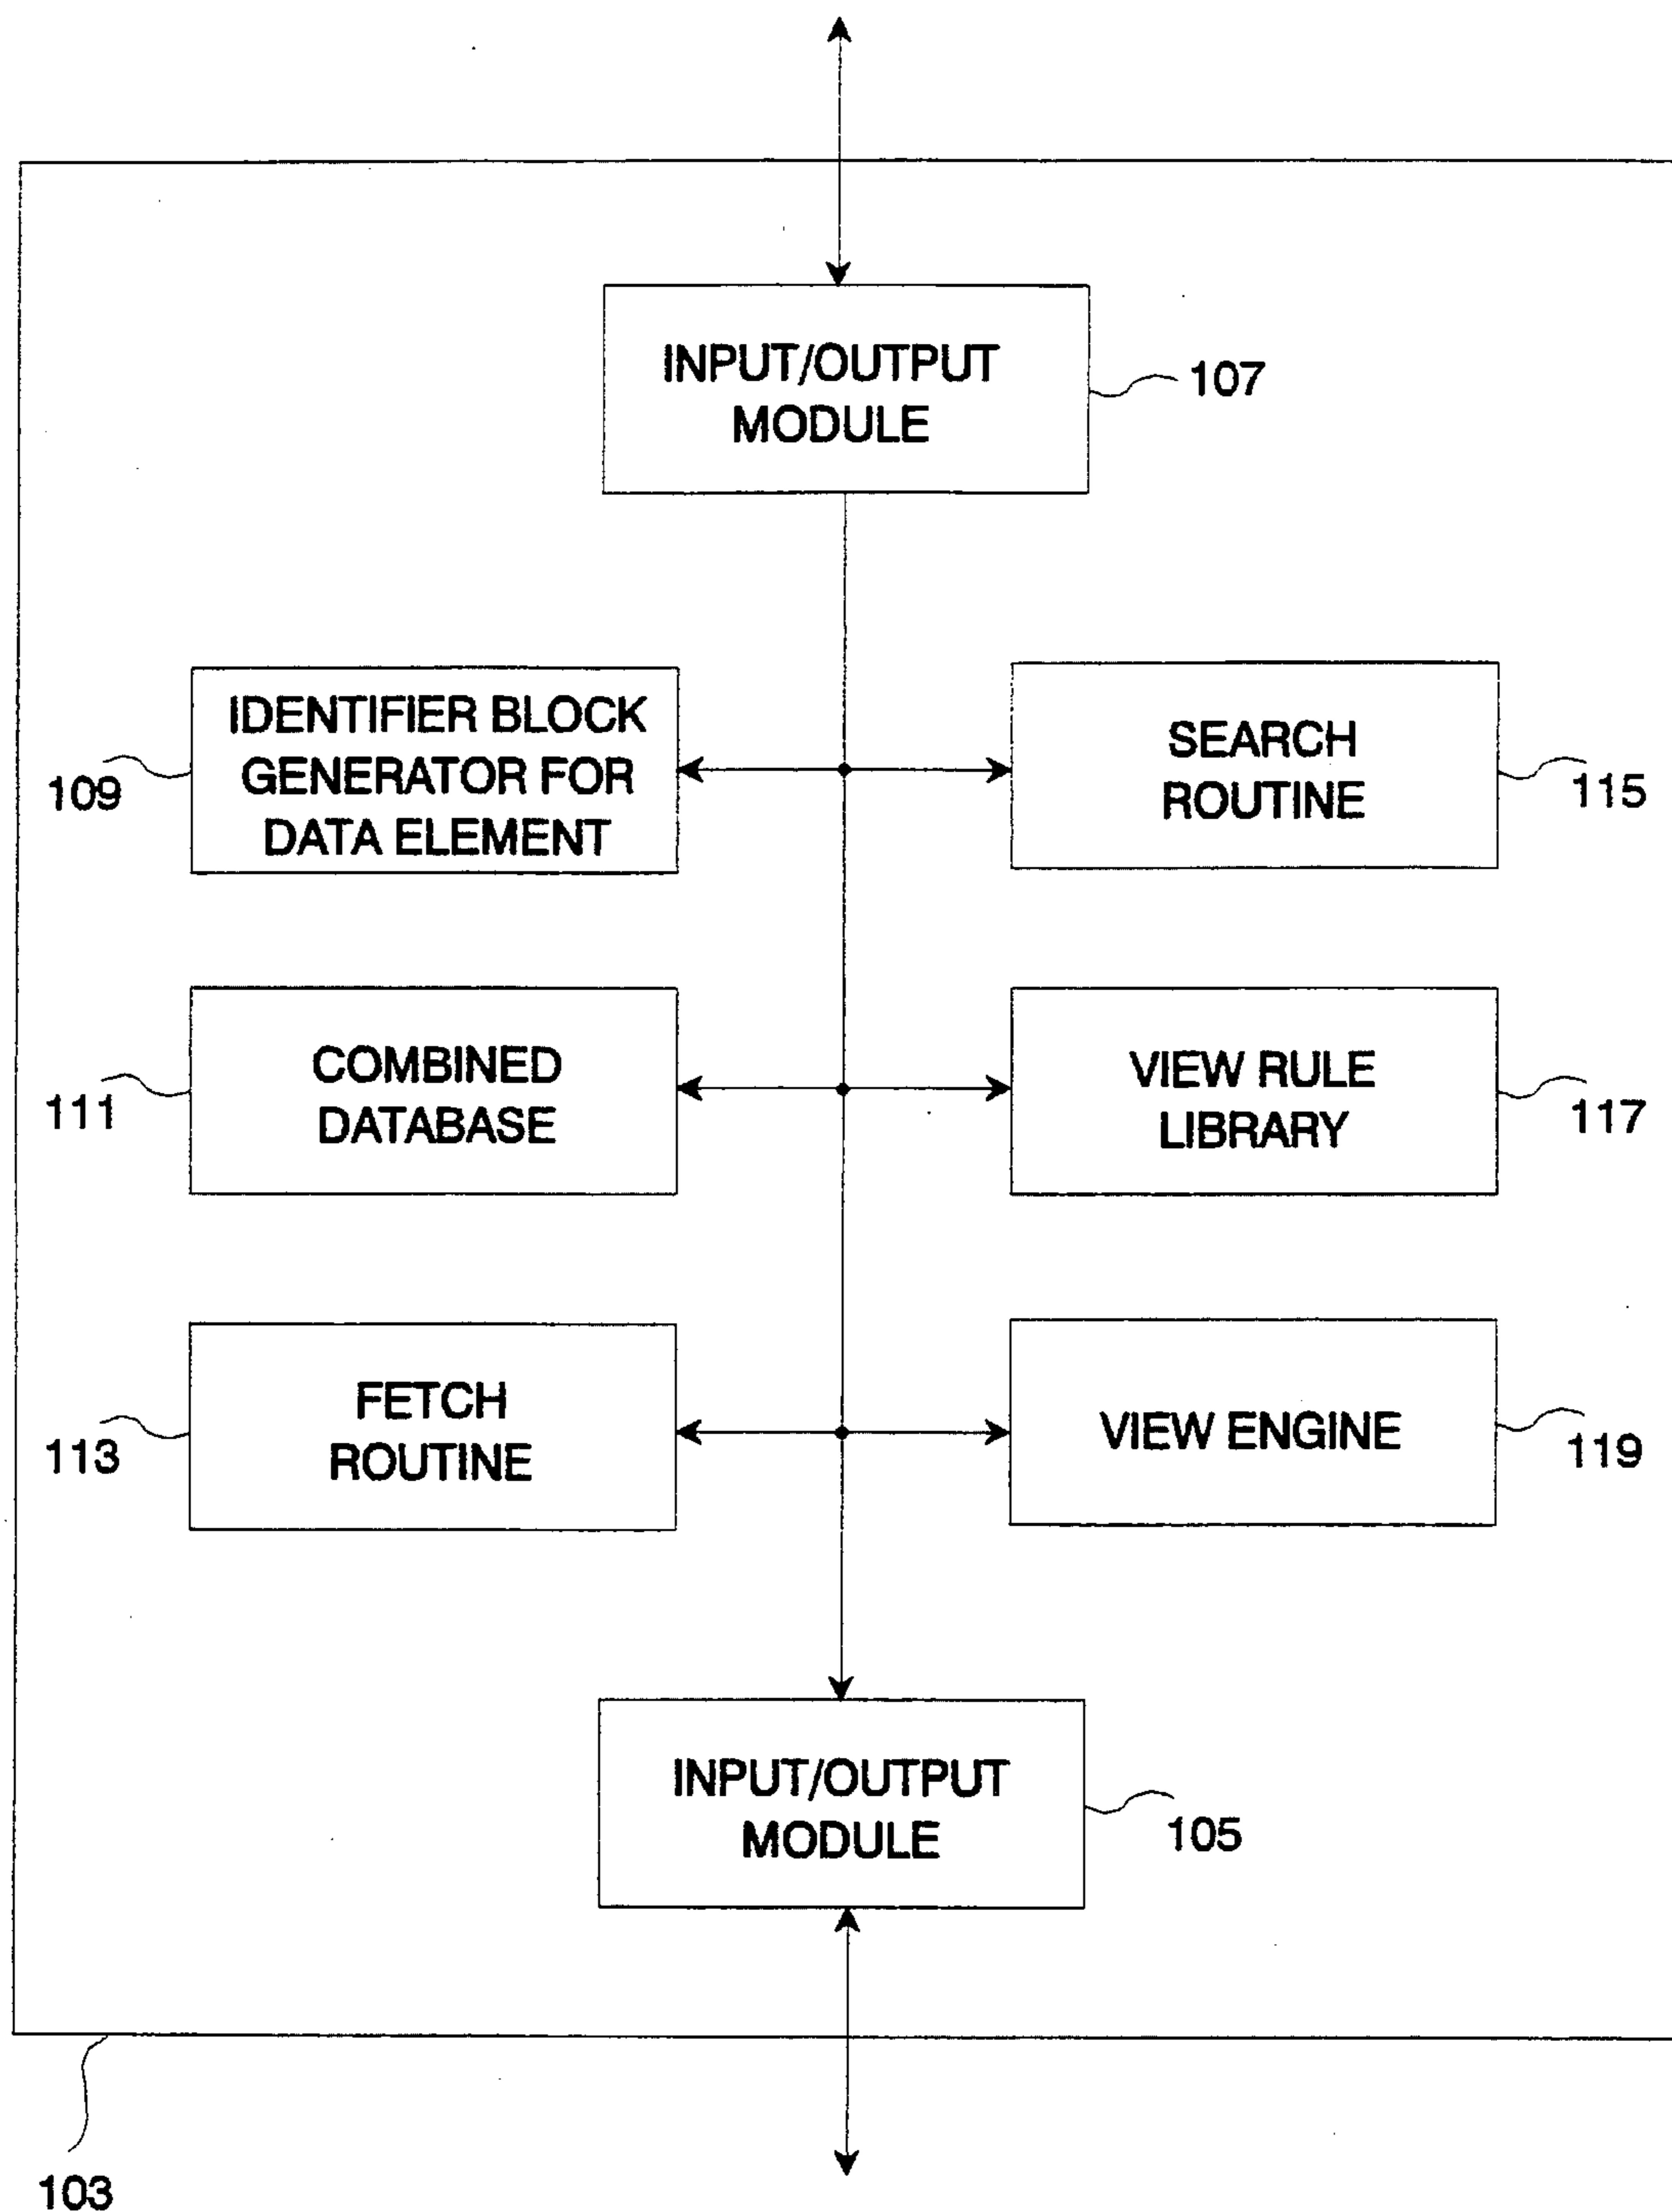 INPUT/OUTPUT
MODULE
107
IDENTIFIER BLOCK
GENERATOR FOR
DATA ELEMENT
109
SEARCH
ROUTINE
115
COMBINED
DATABASE
111
VIEW RULE
LIBRARY
117
FETCH
ROUTINE
113
VIEW ENGINE
119
INPUT/OUTPUT
MODULE
105
103